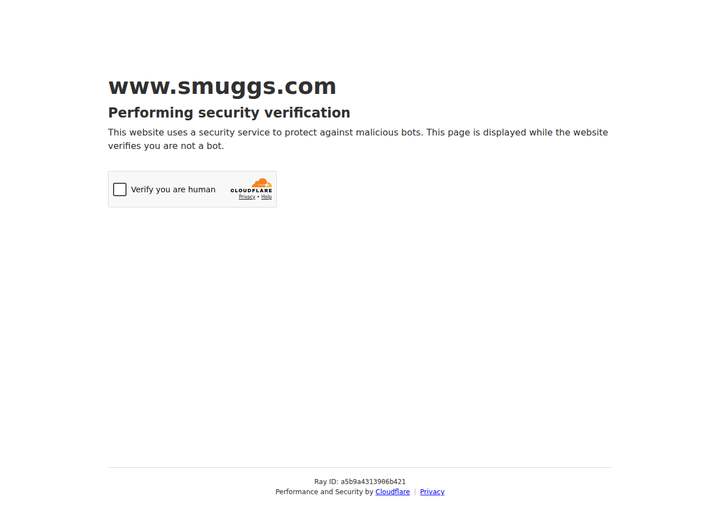 www.smuggs.com
Performing security verification
This website uses a security service to protect against malicious bots. This page is displayed while the website
verifies you are not a bot.
Verify you are human
CLOUDFLARE
Privacy • Help
Ray ID: a5b9a4313906b421
Performance and Security by Cloudflare | Privacy